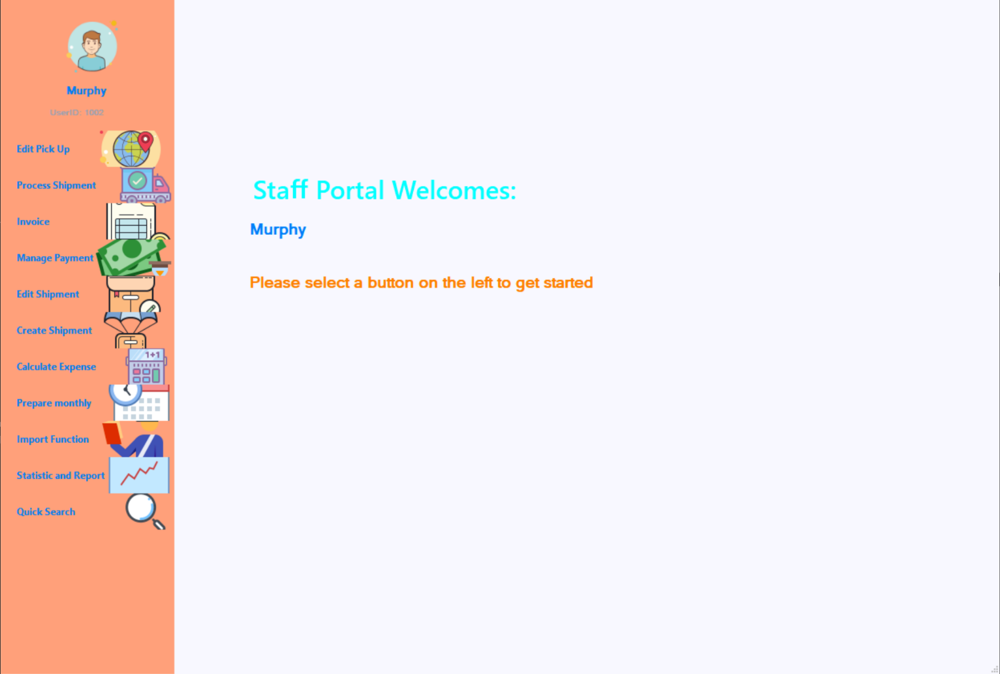 Murphy
UserID: 1002
Edit Pick Up
Process Shipment
Invoice
Manage Payment
Edit Shipment
Create Shipment
Calculate Expense
1+1
Prepare monthly
Import Function
Statistic and Report
Quick Search
Staff Portal Welcomes:
Murphy
Please select a button on the left to get started